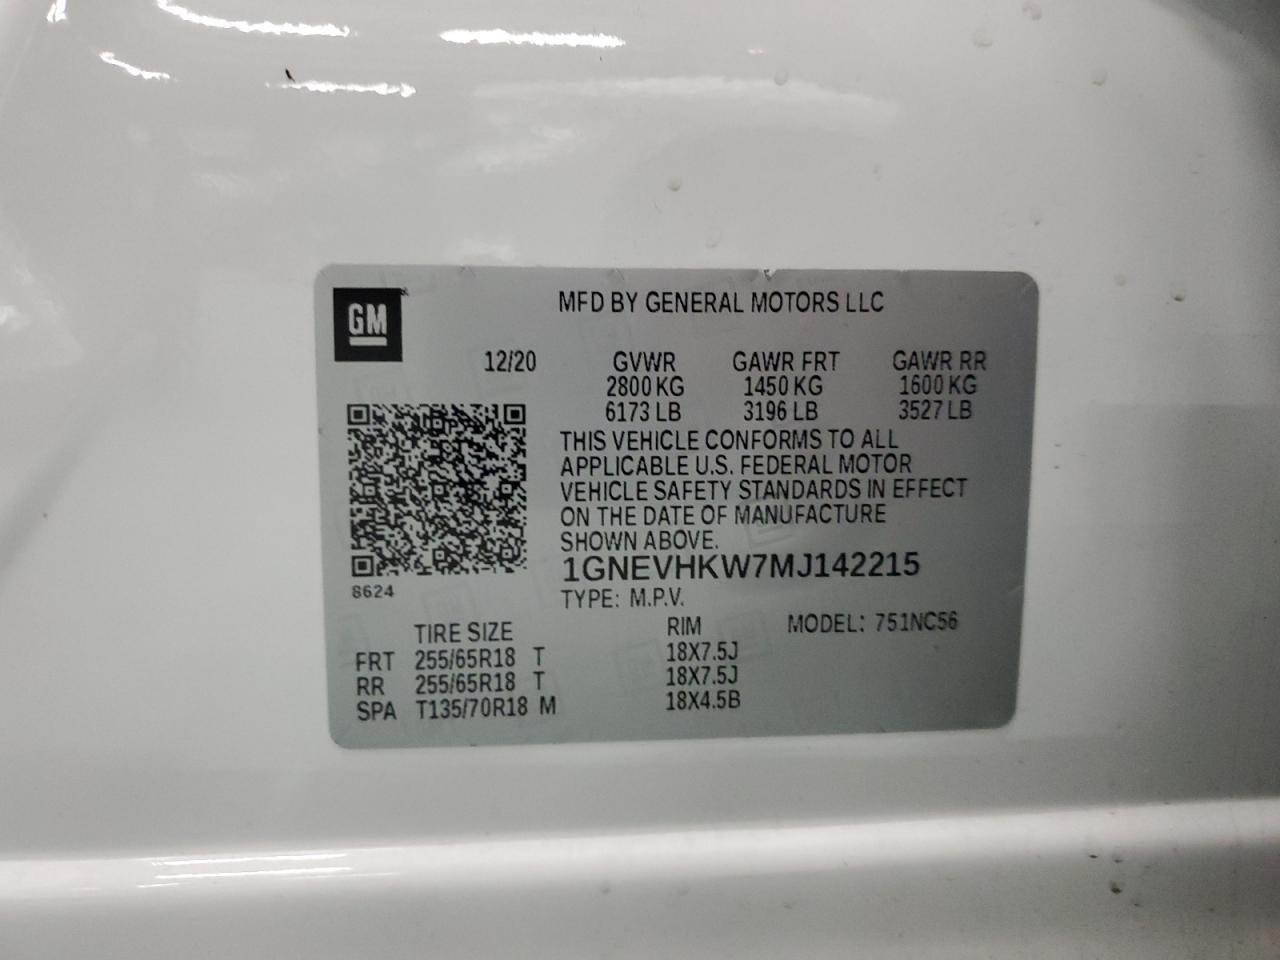 GM
MFD BY GENERAL MOTORS LLC
12/20 GVWR GAWR FRT GAWR RR
2800 KG 1450 KG 1600 KG
6173 LB 3196 LB 3527 LB
THIS VEHICLE CONFORMS TO ALL
APPLICABLE U.S. FEDERAL MOTOR
VEHICLE SAFETY STANDARDS IN EFFECT
ON THE DATE OF MANUFACTURE
SHOWN ABOVE.
1GNEVHKW7MJ142215
8624
TYPE: M.P.V.
TIRE SIZE RIM MODEL: 751NC56
FRT 255/65R18 T 18X7.5J
RR 255/65R18 T 18X7.5J
SPA T135/70R18 M 18X4.5B